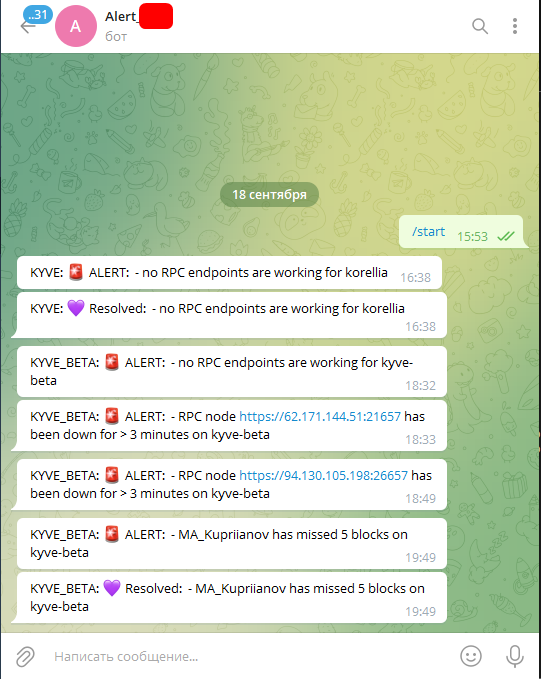 ..31
A
Alert_
бот
18 сентября
/start 15:53
KYVE: 🚨 ALERT: - no RPC endpoints are working for korellia 16:38
KYVE: 💜 Resolved: - no RPC endpoints are working for korellia
16:38
KYVE_BETA: 🚨 ALERT: - no RPC endpoints are working for kyve-
beta 18:32
KYVE_BETA: 🚨 ALERT: - RPC node https://62.171.144.51:21657 has
been down for > 3 minutes on kyve-beta 18:33
KYVE_BETA: 🚨 ALERT: - RPC node https://94.130.105.198:26657 has
been down for > 3 minutes on kyve-beta 18:49
KYVE_BETA: 🚨 ALERT: - MA_Kupriianov has missed 5 blocks on
kyve-beta 19:49
KYVE_BETA: 💜 Resolved: - MA_Kupriianov has missed 5 blocks on
kyve-beta 19:49
Написать сообщение...